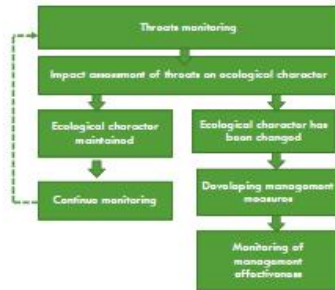 Threats monitoring
Impact assessment of threats on ecological character
Ecological character
maintained
Ecological character has
been changed
Continue monitoring
Developing management
measures
Monitoring of
management
effectiveness